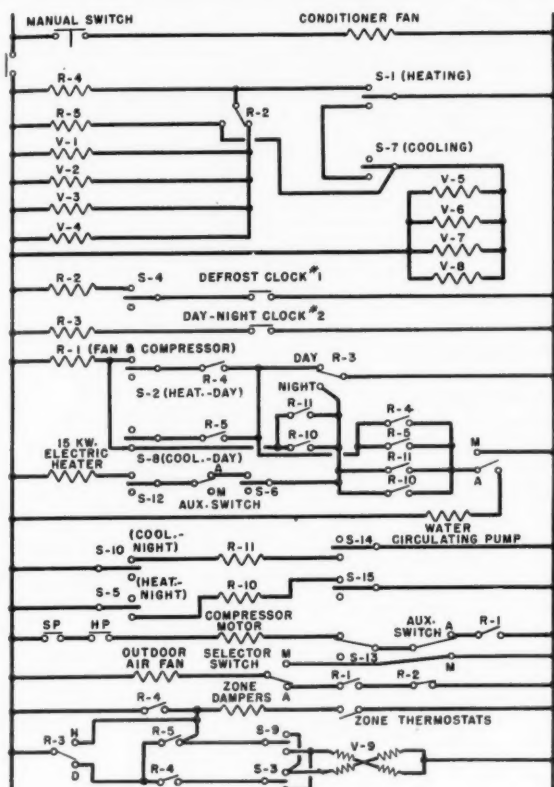 MANUAL SWITCH
CONDITIONER FAN
R-4
S-1 (HEATING)
R-5
R-2
V-1
S-7 (COOLING)
V-2
V-5
V-3
V-6
V-4
V-7
V-8
R-2
S-4
DEFROST CLOCK #1
R-3
DAY-NIGHT CLOCK #2
R-1 (FAN & COMPRESSOR)
DAY
R-3
R-4
S-2 (HEAT.-DAY)
NIGHT
R-11
R-4
R-5
R-10
R-5
15 KW.
ELECTRIC
HEATER
S-8 (COOL.-DAY)
A
R-11
M
S-12
M
S-6
R-10
A
AUX. SWITCH
WATER
CIRCULATING PUMP
(COOL.-
NIGHT)
S-10
R-11
S-14
(HEAT.-
NIGHT)
S-5
R-10
S-15
SP
HP
COMPRESSOR
MOTOR
AUX.
SWITCH
A
R-1
OUTDOOR
AIR FAN
SELECTOR
SWITCH
M
S-13
M
R-1
R-2
A
R-4
ZONE
DAMPERS
ZONE THERMOSTATS
N
R-5
S-9
R-3
V-9
D
R-4
S-3